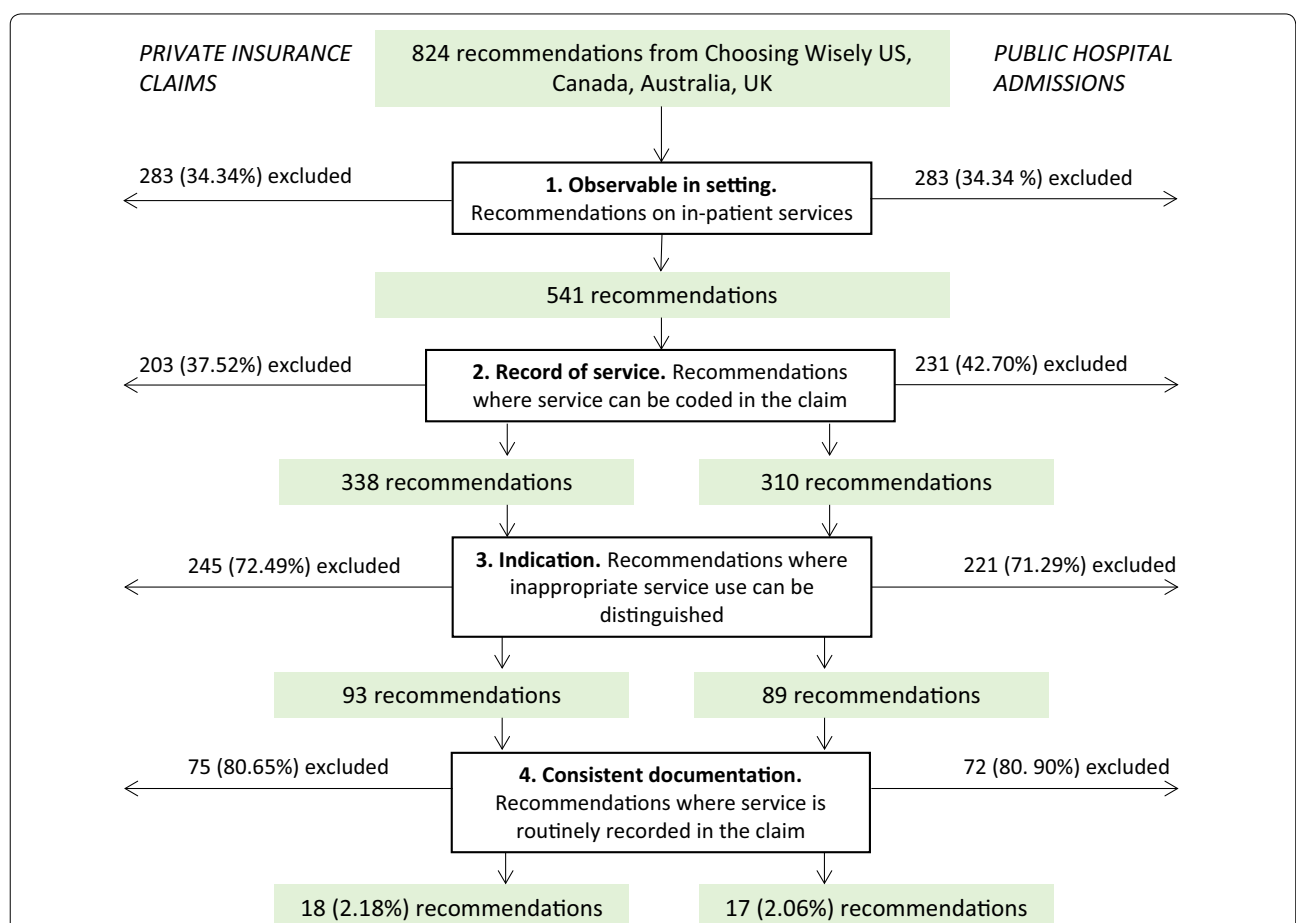 PRIVATE INSURANCE
CLAIMS
824 recommendations from Choosing Wisely US,
Canada, Australia, UK
PUBLIC HOSPITAL
ADMISSIONS
283 (34.34%) excluded
1. Observable in setting.
Recommendations on in-patient services
283 (34.34 %) excluded
541 recommendations
203 (37.52%) excluded
2. Record of service. Recommendations
where service can be coded in the claim
231 (42.70%) excluded
338 recommendations
310 recommendations
245 (72.49%) excluded
3. Indication. Recommendations where
inappropriate service use can be
distinguished
221 (71.29%) excluded
93 recommendations
89 recommendations
75 (80.65%) excluded
4. Consistent documentation.
Recommendations where service is
routinely recorded in the claim
72 (80. 90%) excluded
18 (2.18%) recommendations
17 (2.06%) recommendations